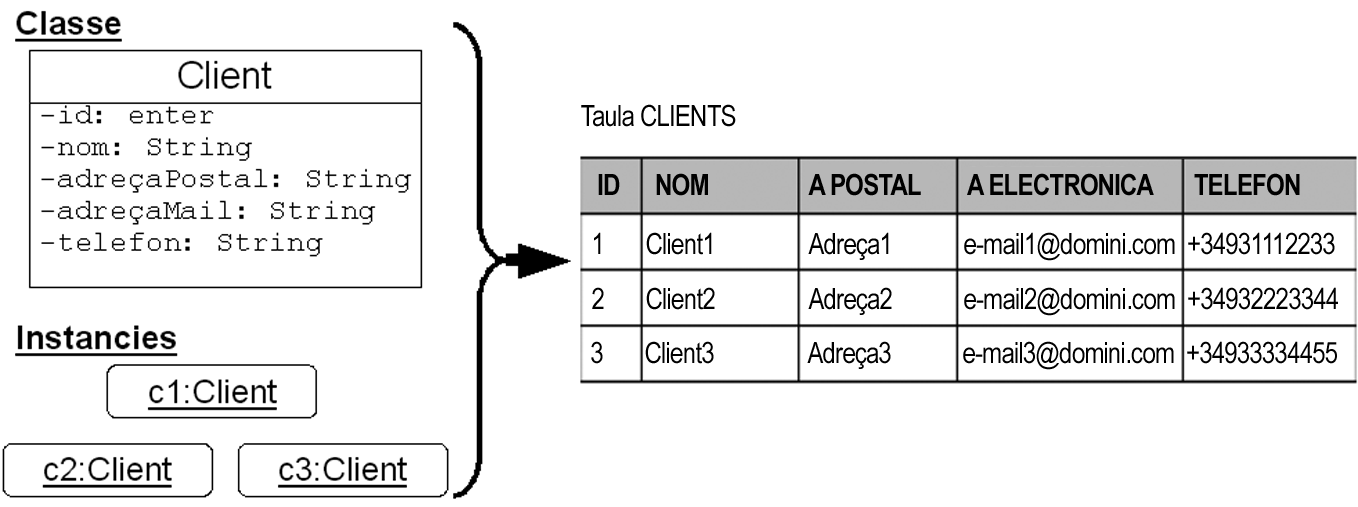 Classe
Client
-id: enter
-nom: String
-adreçaPostal: String
-adreçaMail: String
-telefon: String
Instancies
c1:Client
c2:Client c3:Client
Taula CLIENTS
ID NOM A POSTAL A ELECTRONICA TELEFON
1 Client1 Adreça1 e-mail1@domini.com +34931112233
2 Client2 Adreça2 e-mail2@domini.com +34932223344
3 Client3 Adreça3 e-mail3@domini.com +34933334455